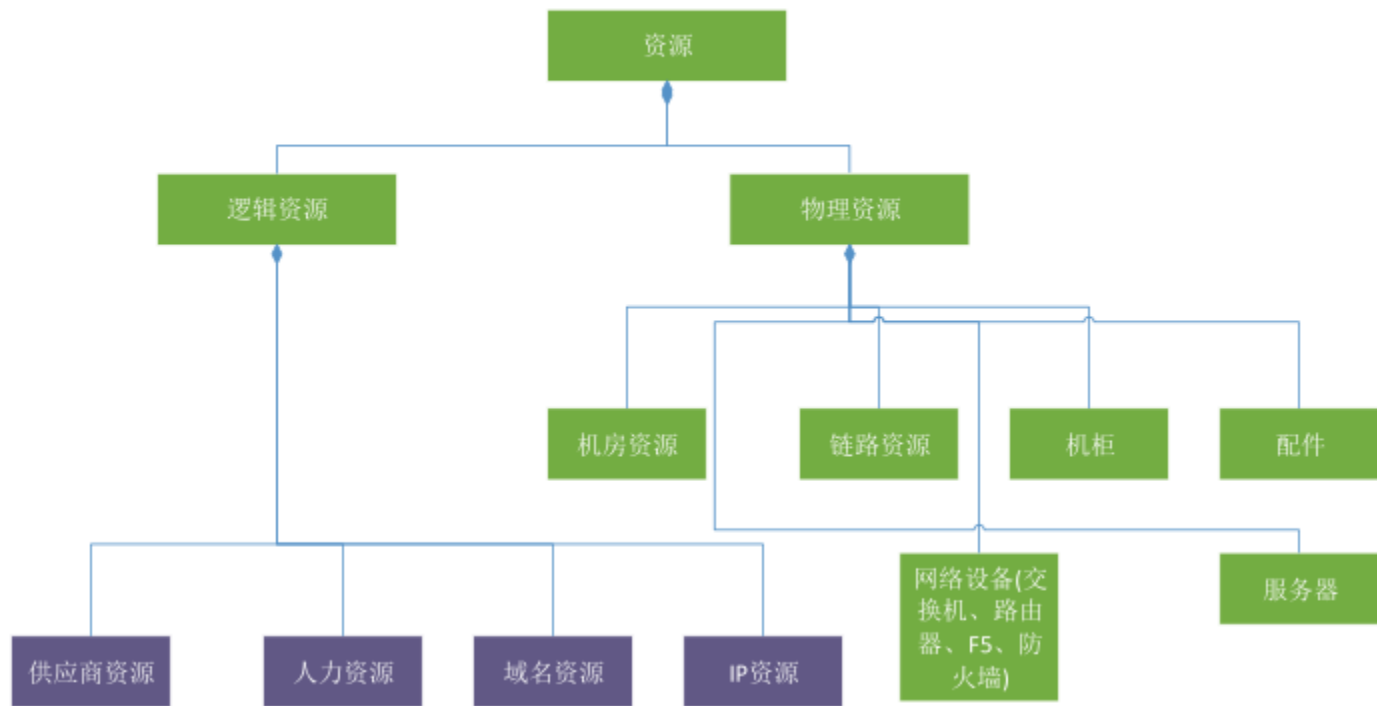 资源
逻辑资源
物理资源
机房资源
链路资源
机柜
配件
网络设备(交
换机、路由
器、F5、防
火墙)
服务器
供应商资源
人力资源
域名资源
IP资源